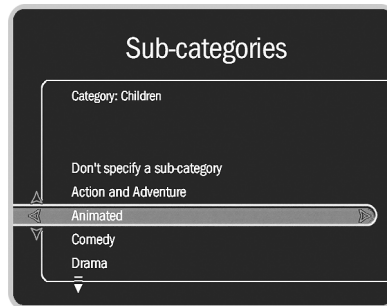 Sub-categories
Category: Children
Don't specify a sub-category
Action and Adventure
Animated
Comedy
Drama